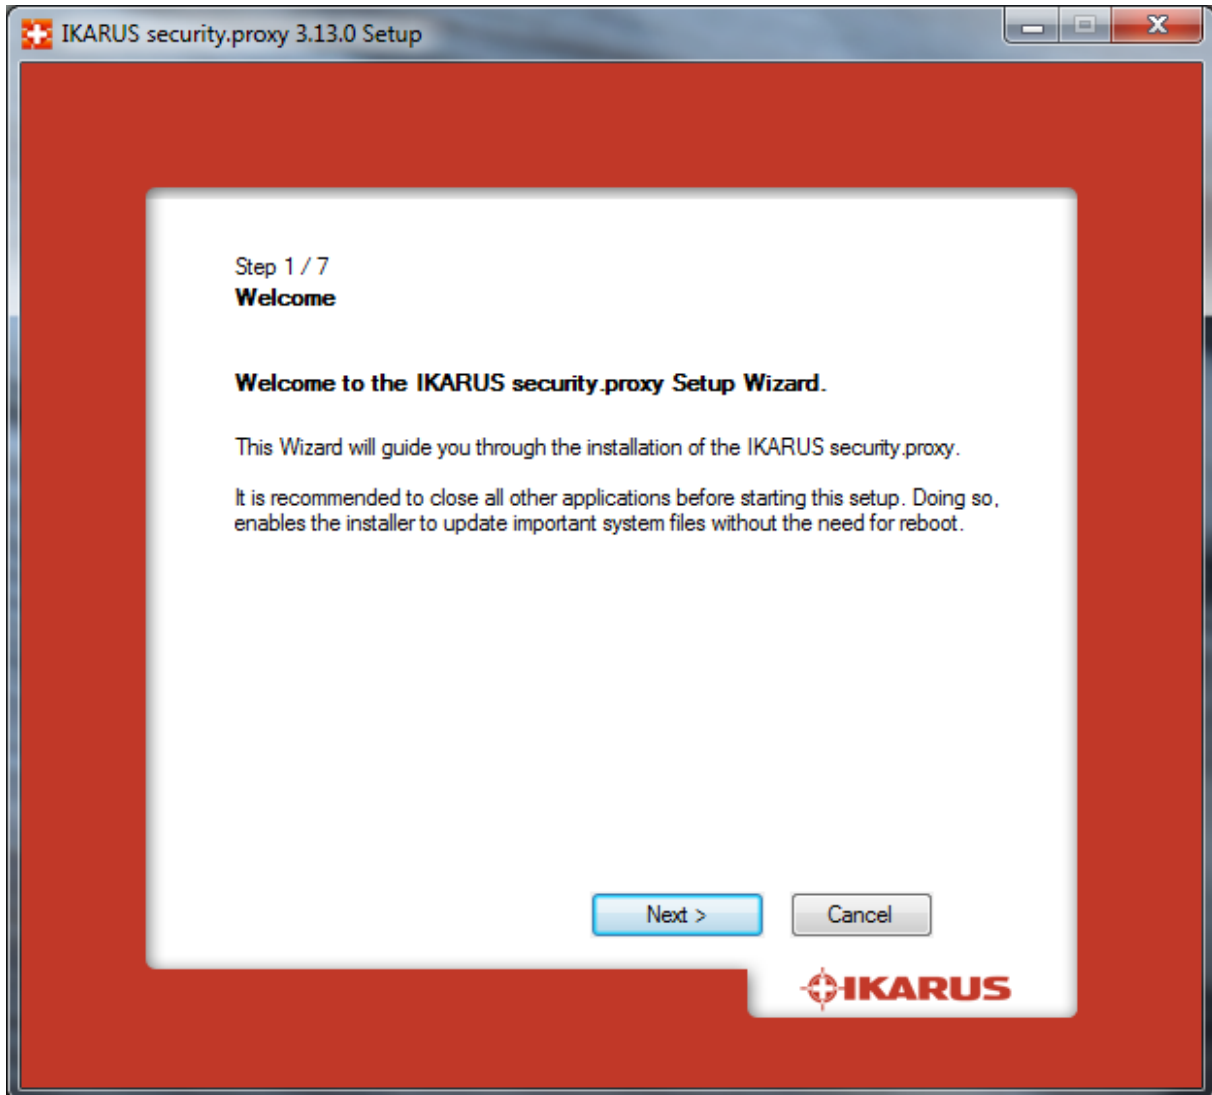 IKARUS security.proxy 3.13.0 Setup
Step 1 / 7
Welcome
Welcome to the IKARUS security.proxy Setup Wizard.
This Wizard will guide you through the installation of the IKARUS security.proxy.
It is recommended to close all other applications before starting this setup. Doing so,
enables the installer to update important system files without the need for reboot.
Next >
Cancel
IKARUS